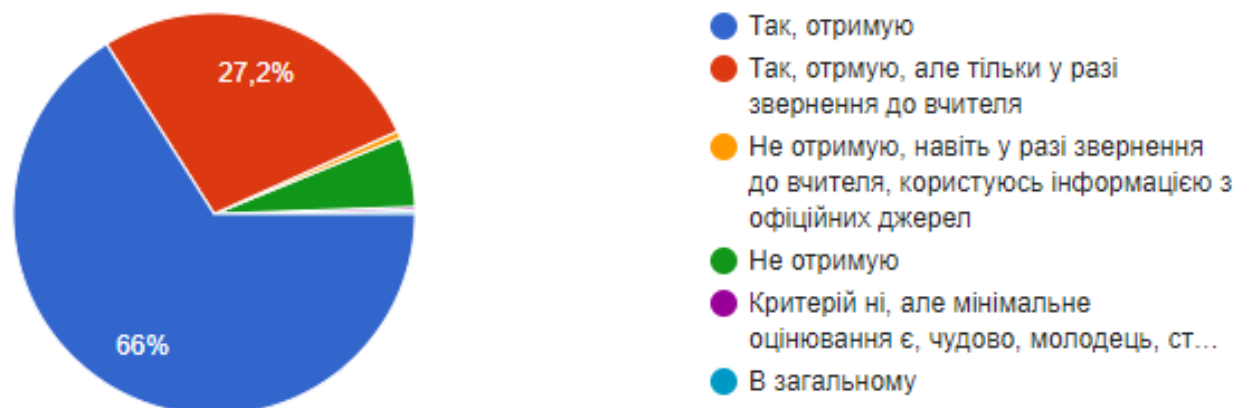 27,2%
66%
Так, отримую
Так, отрмую, але тільки у разі
звернення до вчителя
Не отримую, навіть у разі звернення
до вчителя, користуюсь інформацією з
офіційних джерел
Не отримую
Критерій ні, але мінімальне
оцінювання є, чудово, молодець, ст...
В загальному